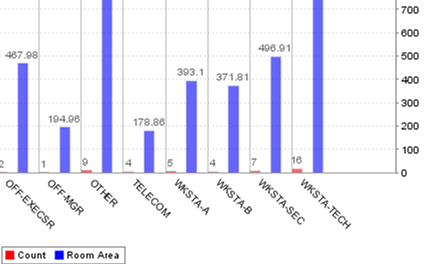 700
600
467.98
496.91
500
393.1
371.81
400
300
194.96
178.86
200
100
2 1 9 4 5 4 7 16
0
OFF-EXECSR
OFF-MGR
OTHER
TELECOM
WKSTA-A
WKSTA-B
WKSTA-SEC
WKSTA-TECH
Count Room Area